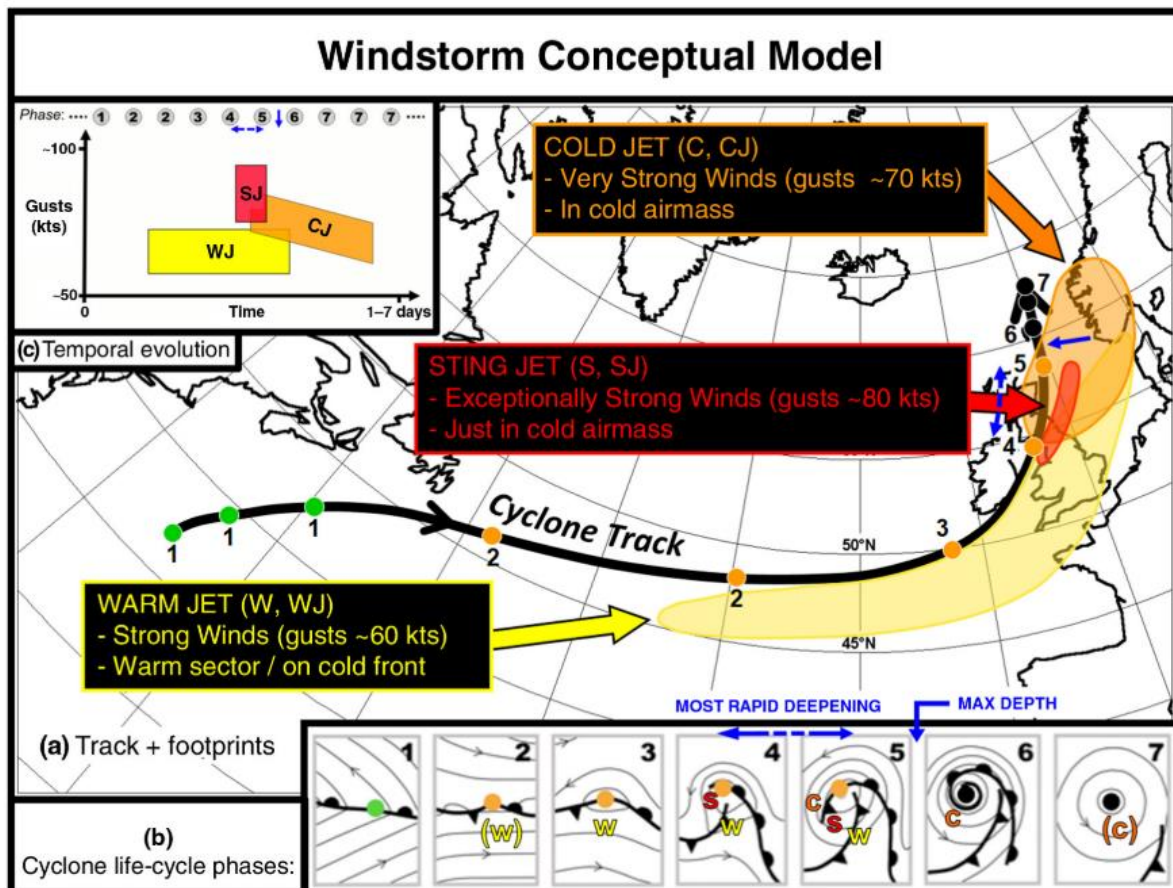 Windstorm Conceptual Model
Phase: ···· 1 2 2 3 4 5 6 7 7 7 ····
~100
Gusts
(kts)
~50
SJ
CJ
WJ
0
Time
1–7 days
(c) Temporal evolution
COLD JET (C, CJ)
- Very Strong Winds (gusts ~70 kts)
- In cold airmass
STING JET (S, SJ)
- Exceptionally Strong Winds (gusts ~80 kts)
- Just in cold airmass
7
6
5
4
3
2
2
1
1
1
Cyclone Track
50°N
45°N
WARM JET (W, WJ)
- Strong Winds (gusts ~60 kts)
- Warm sector / on cold front
MOST RAPID DEEPENING
MAX DEPTH
(a) Track + footprints
(b)
Cyclone life-cycle phases:
1
2
(W)
3
W
4
S
W
5
C
S
W
6
C
7
(C)